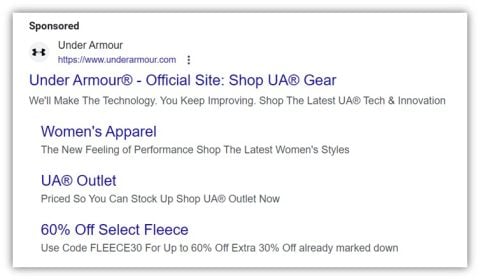 Sponsored
Under Armour
https://www.underarmour.com
Under Armour® - Official Site: Shop UA® Gear
We'll Make The Technology. You Keep Improving. Shop The Latest UA® Tech & Innovation
Women's Apparel
The New Feeling of Performance Shop The Latest Women's Styles
UA® Outlet
Priced So You Can Stock Up Shop UA® Outlet Now
60% Off Select Fleece
Use Code FLEECE30 For Up to 60% Off Extra 30% Off already marked down